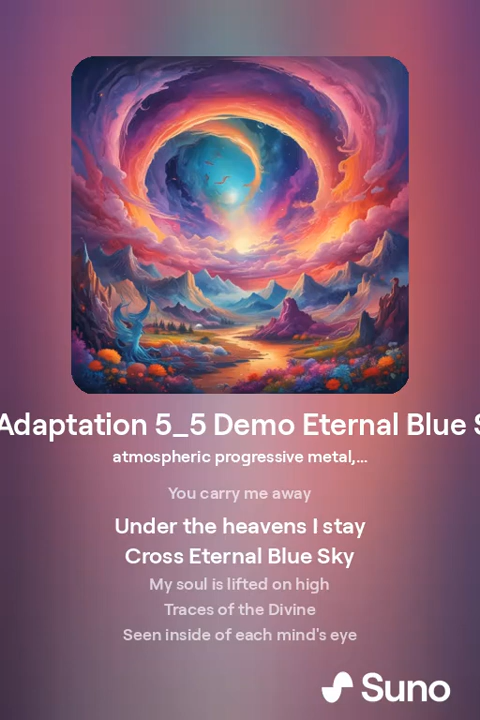 Adaptation 5_5 Demo Eternal Blue S
atmospheric progressive metal,...
You carry me away
Under the heavens I stay
Cross Eternal Blue Sky
My soul is lifted on high
Traces of the Divine
Seen inside of each mind's eye
Suno